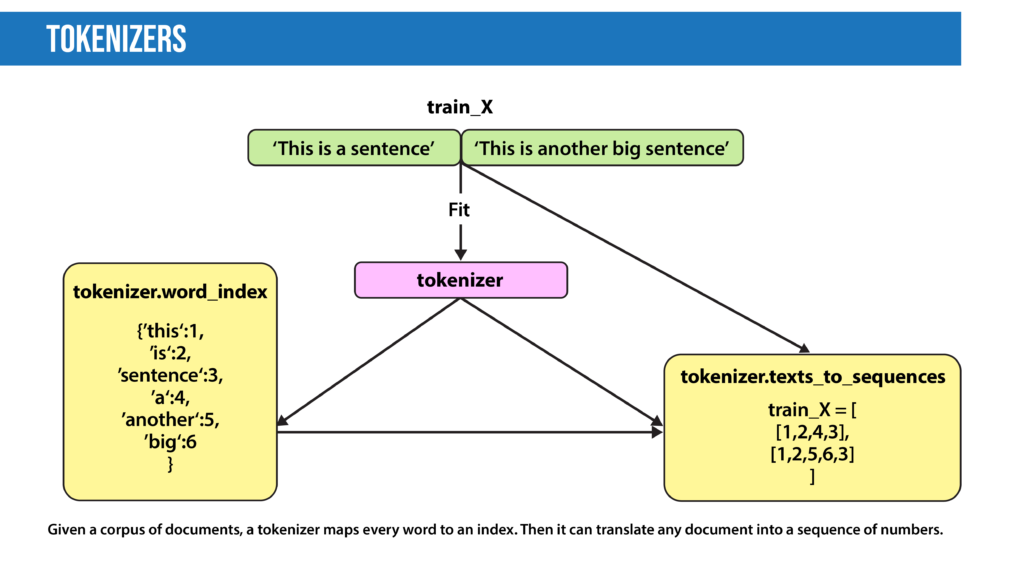 TOKENIZERS
train_X
‘This is a sentence’
‘This is another big sentence’
Fit
tokenizer
tokenizer.word_index
{’this‘:1,
’is‘:2,
’sentence‘:3,
’a‘:4,
’another‘:5,
’big‘:6
}
tokenizer.texts_to_sequences
train_X = [
[1,2,4,3],
[1,2,5,6,3]
]
Given a corpus of documents, a tokenizer maps every word to an index. Then it can translate any document into a sequence of numbers.